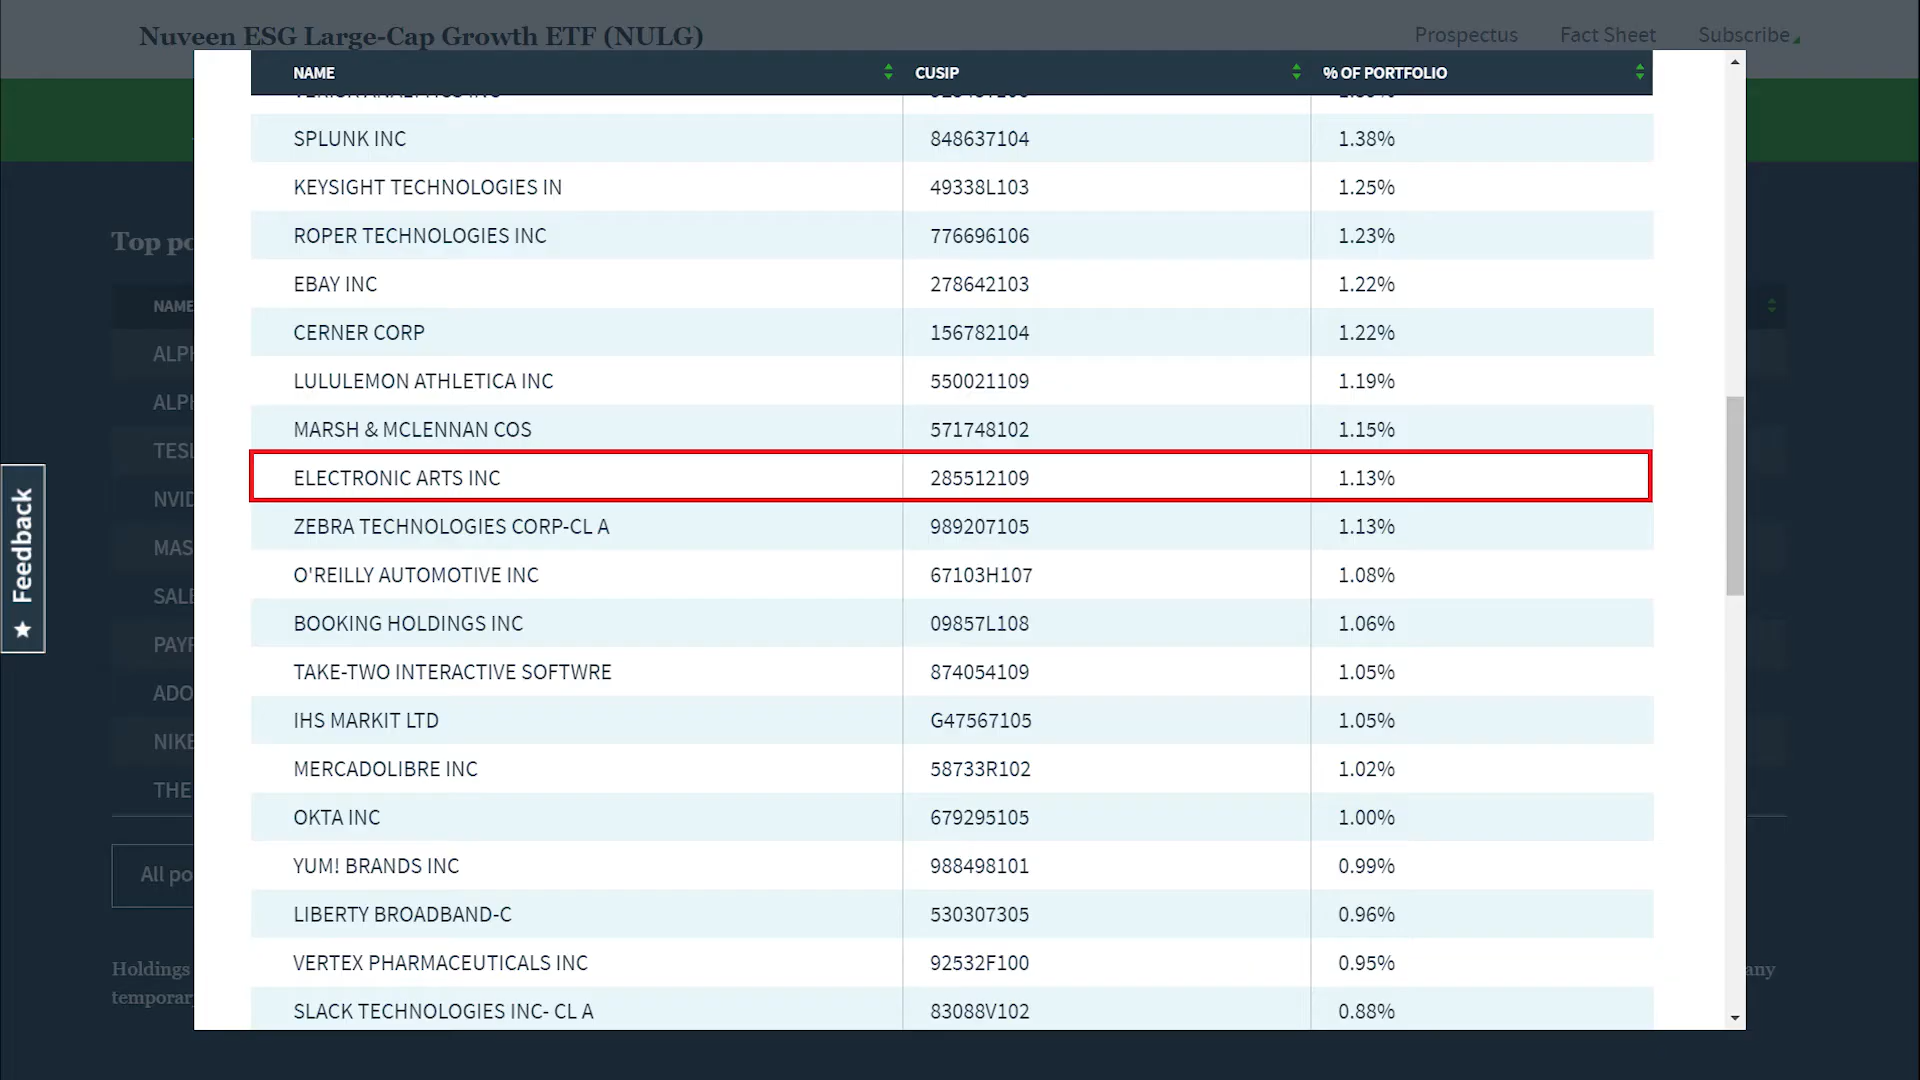 Nuveen ESG Large-Cap Growth ETF (NULG)
Prospectus Fact Sheet Subscribe
NAME CUSIP % OF PORTFOLIO
SPLUNK INC 848637104 1.38%
KEYSIGHT TECHNOLOGIES IN 49338L103 1.25%
ROPER TECHNOLOGIES INC 776696106 1.23%
EBAY INC 278642103 1.22%
CERNER CORP 156782104 1.22%
LULULEMON ATHLETICA INC 550021109 1.19%
MARSH & MCLENNAN COS 571748102 1.15%
ELECTRONIC ARTS INC 285512109 1.13%
ZEBRA TECHNOLOGIES CORP-CL A 989207105 1.13%
O'REILLY AUTOMOTIVE INC 67103H107 1.08%
BOOKING HOLDINGS INC 09857L108 1.06%
TAKE-TWO INTERACTIVE SOFTWRE 874054109 1.05%
IHS MARKIT LTD G47567105 1.05%
MERCADOLIBRE INC 58733R102 1.02%
OKTA INC 679295105 1.00%
YUM! BRANDS INC 988498101 0.99%
LIBERTY BROADBAND-C 530307305 0.96%
VERTEX PHARMACEUTICALS INC 92532F100 0.95%
SLACK TECHNOLOGIES INC- CL A 83088V102 0.88%
Top
NAME
THE
All
Holdings
any
Feedback